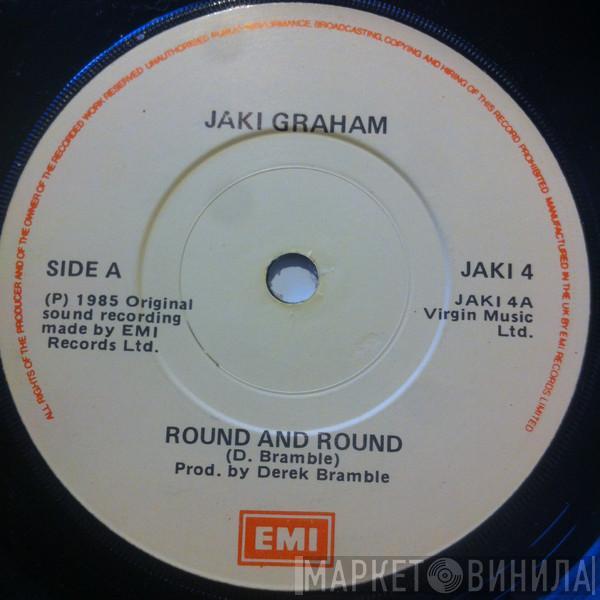 ALL RIGHTS OF THE PRODUCER AND OF THE OWNER OF THE RECORDED WORK RESERVED UNAUTHORISED PUBLIC PERFORMANCE, BROADCASTING, COPYING AND HIRING OF THIS RECORD PROHIBITED MANUFACTURED IN THE UK BY EMI RECORDS LIMITED
JAKI GRAHAM
SIDE A
JAKI 4
(P) 1985 Original
sound recording
made by EMI
Records Ltd.
JAKI 4A
Virgin Music
Ltd.
ROUND AND ROUND
(D. Bramble)
Prod. by Derek Bramble
EMI
МАРКЕТ ВИНИЛА